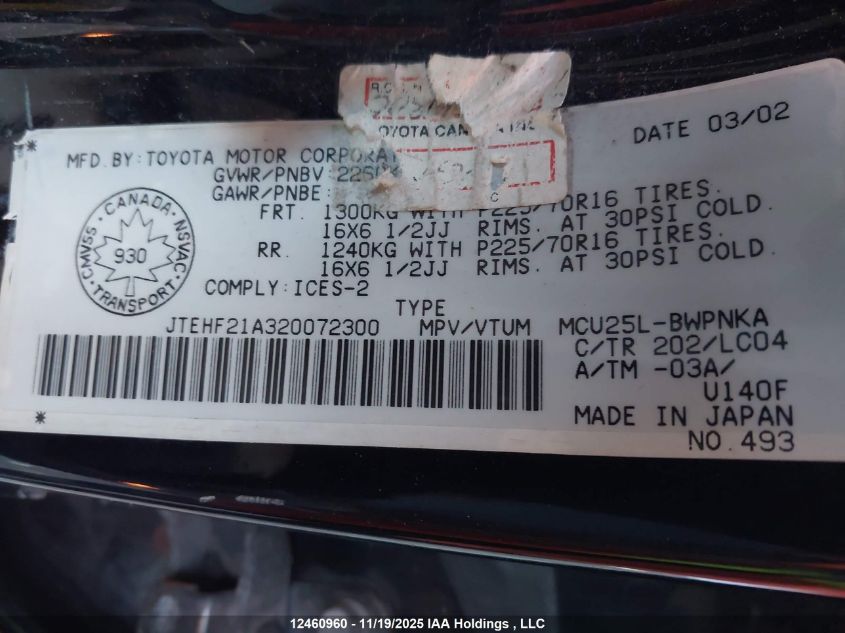 R.C.
TOYOTA CAN INC
DATE 03/02
MFD. BY: TOYOTA MOTOR CORPORAT
GVWR/PNBV
GAWR/PNBE :
FRT. 1300KG WITH P225/70R16 TIRES.
16X6 1/2JJ RIMS. AT 30PSI COLD.
RR. 1240KG WITH P225/70R16 TIRES.
16X6 1/2JJ RIMS. AT 30PSI COLD.
C
CANADA
CMVSS NSVAC
930
TRANSPORT
COMPLY: ICES-2
TYPE
JTEHF21A320072300 MPV/VTUM MCU25L-BWPNKA
C/TR 202/LC04
A/TM -03A/
U140F
MADE IN JAPAN
NO. 493
12460960 - 11/19/2025 IAA Holdings , LLC